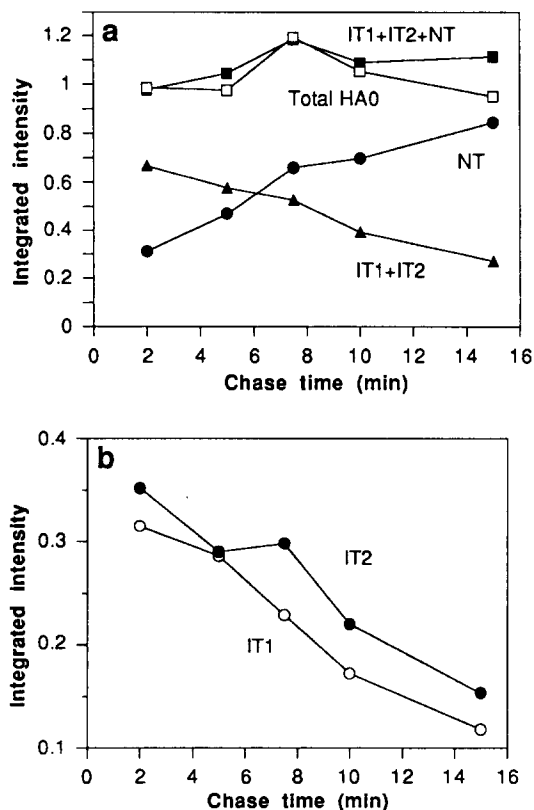 a
Integrated intensity
1.2
1
0.8
0.6
0.4
0.2
0
IT1+IT2+NT
Total HA0
NT
IT1+IT2
0 2 4 6 8 10 12 14 16
Chase time (min)
b
Integrated intensity
0.4
0.3
0.2
0.1
IT2
IT1
0 2 4 6 8 10 12 14 16
Chase time (min)